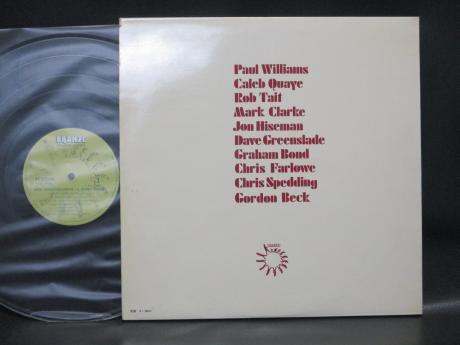 Paul Williams
Caleb Quaye
Rob Tait
Mark Clarke
Jon Hiseman
Dave Greenslade
Graham Bond
Chris Farlowe
Chris Spedding
Gordon Beck
BRONZE